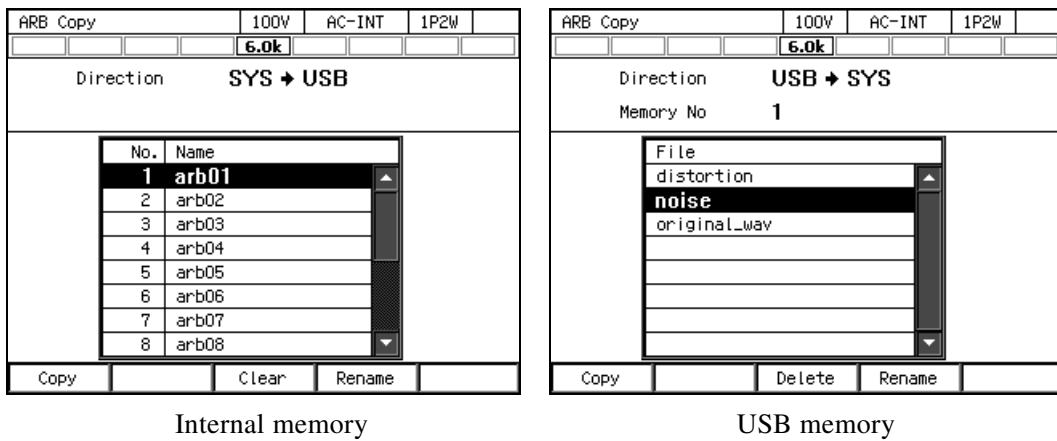 ARB Copy 100V AC-INT 1P2W
6.0k
Direction SYS → USB
No. Name
1 arb01
2 arb02
3 arb03
4 arb04
5 arb05
6 arb06
7 arb07
8 arb08
Copy Clear Rename
Internal memory
ARB Copy 100V AC-INT 1P2W
6.0k
Direction USB → SYS
Memory No 1
File
distortion
noise
original_wav
Copy Delete Rename
USB memory